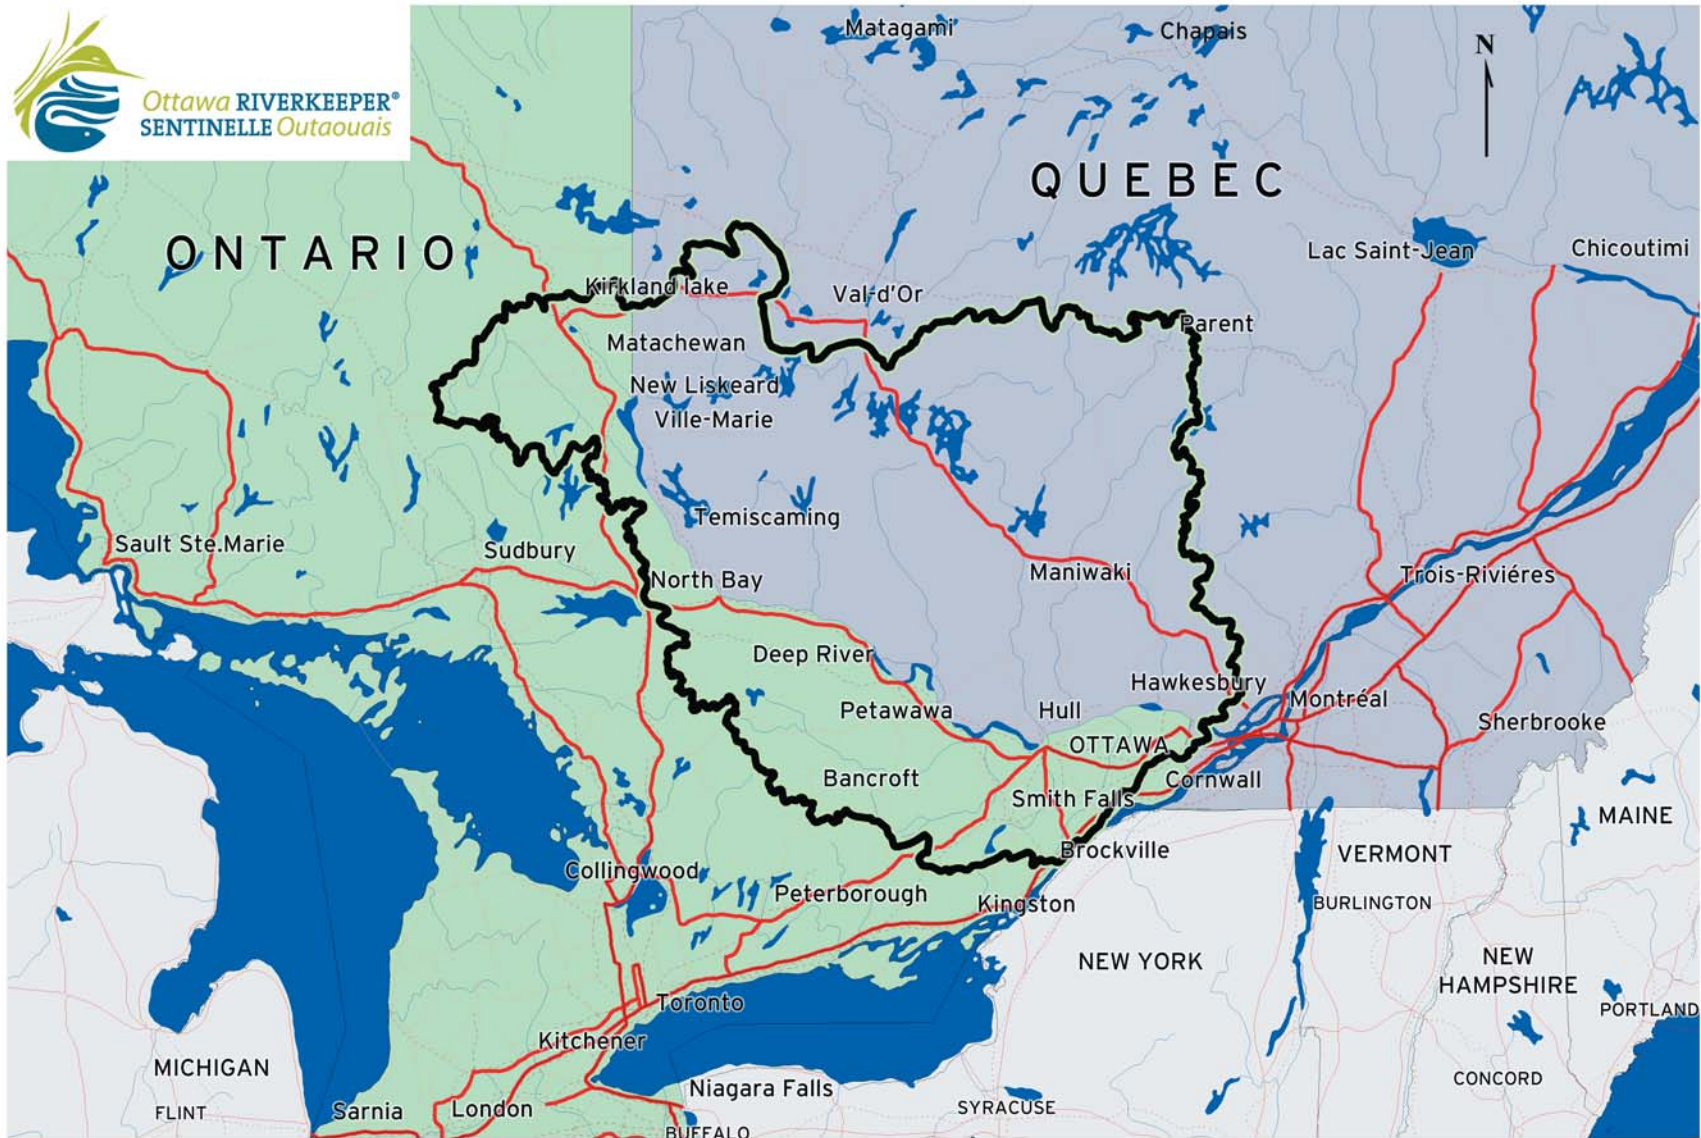 Ottawa RIVERKEEPER®
SENTINELLE Outaouais
Matagami
Chapais
N
QUEBEC
ONTARIO
Lac Saint-Jean
Chicoutimi
Kirkland lake
Val-d'Or
Parent
Matachewan
New Liskeard
Ville-Marie
Temiscaming
Sault Ste.Marie
Sudbury
North Bay
Maniwaki
Trois-Riviéres
Deep River
Petawawa
Hull
Hawkesbury
Montréal
Sherbrooke
OTTAWA
Bancroft
Smith Falls
Cornwall
MAINE
Brockville
VERMONT
Collingwood
Peterborough
Kingston
BURLINGTON
NEW YORK
NEW
HAMPSHIRE
Toronto
PORTLAND
Kitchener
MICHIGAN
Niagara Falls
CONCORD
FLINT
Sarnia
London
SYRACUSE
BUFFALO